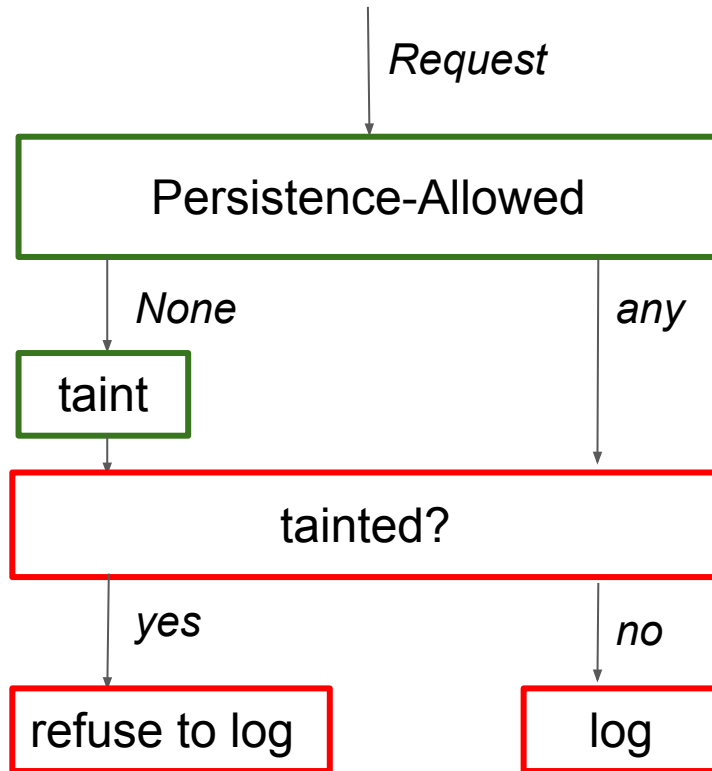 Request
Persistence-Allowed
None
any
taint
tainted?
yes
no
refuse to log
log